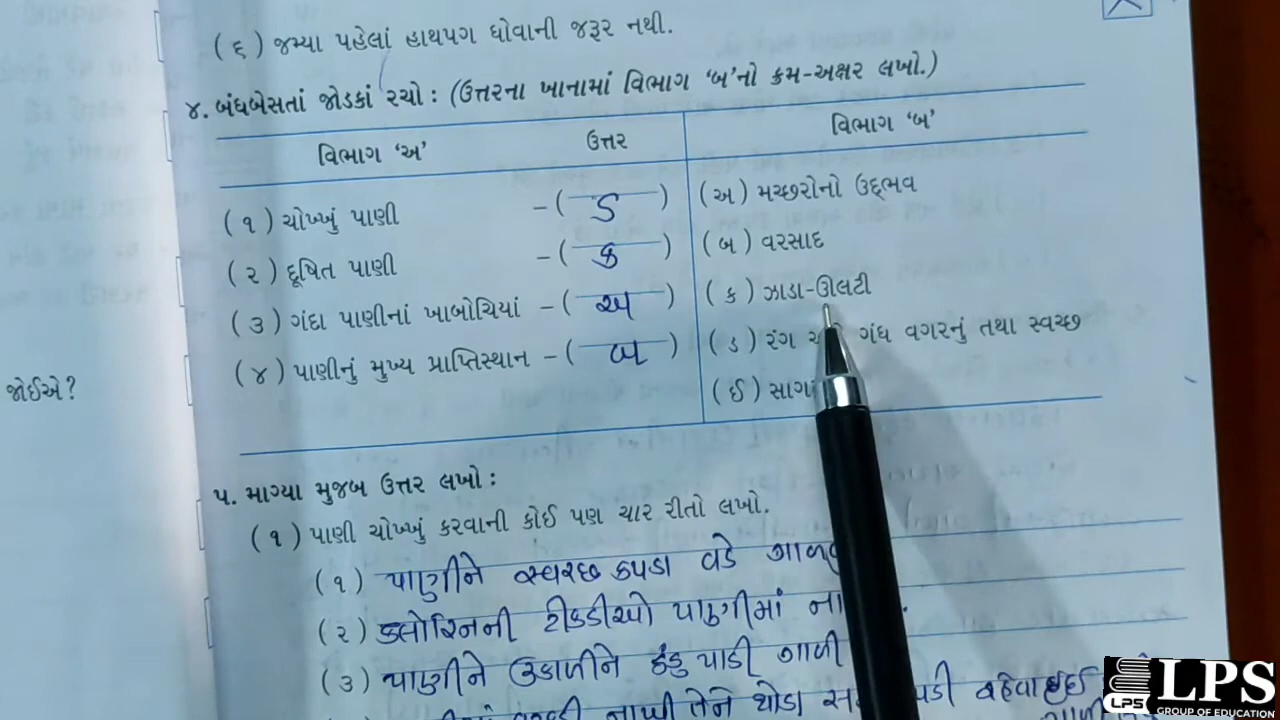 (૬) જમ્યા પહેલાં હાથપગ ધોવાની જરૂર નથી.
૪. બંધબેસતાં જોડકાં રચો : (ઉત્તરના ખાનામાં વિભાગ ‘બ’નો ક્રમ-અક્ષર લખો.)
વિભાગ ‘અ’ ઉત્તર વિભાગ ‘બ’
(૧) ચોખ્ખું પાણી – ( ડ ) (અ) મચ્છરોનો ઉદ્ભવ
(૨) દૂષિત પાણી – ( ક ) (બ) વરસાદ
(૩) ગંદા પાણીનાં ખાબોચિયાં – ( અ ) (ક) ઝાડા-ઊલટી
(૪) પાણીનું મુખ્ય પ્રાપ્તિસ્થાન – ( બ ) (ડ) રંગ ગંધ વગરનું તથા સ્વચ્છ
(ઈ)
જોઈએ?
૫. માગ્યા મુજબ ઉત્તર લખો :
(૧) પાણી ચોખ્ખું કરવાની કોઈ પણ ચાર રીતો લખો.
(૧) પાણીને સ્વચ્છ કપડા વડે
(૨) ક્લોરિનની ટીકડીઓ પાણીમાં
(૩) પાણીને ઉકાળીને ઠંડુ પાડી ગાળી
નાખી તેને થોડા
LPS
LPS
GROUP OF EDUCATION